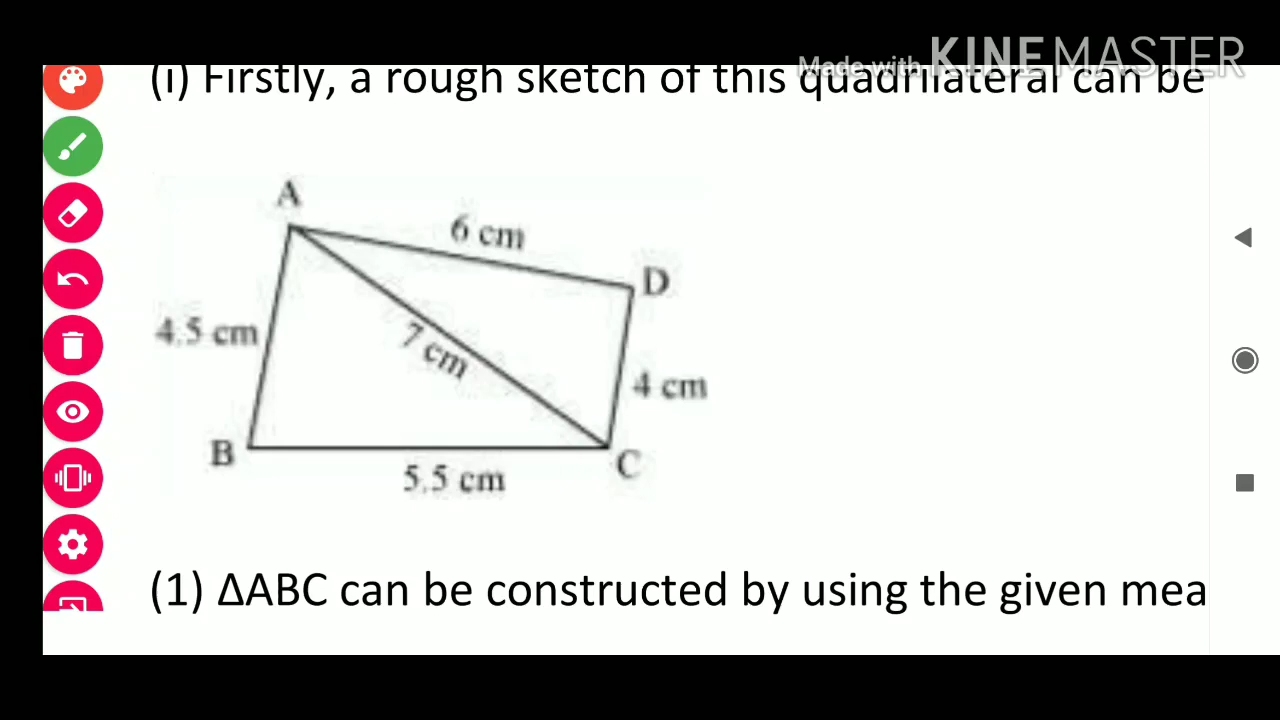 Made with KINEMASTER
(i) Firstly, a rough sketch of this quadrilateral can be
A
6 cm
D
4.5 cm
7 cm
4 cm
B
C
5.5 cm
(1) ΔABC can be constructed by using the given mea